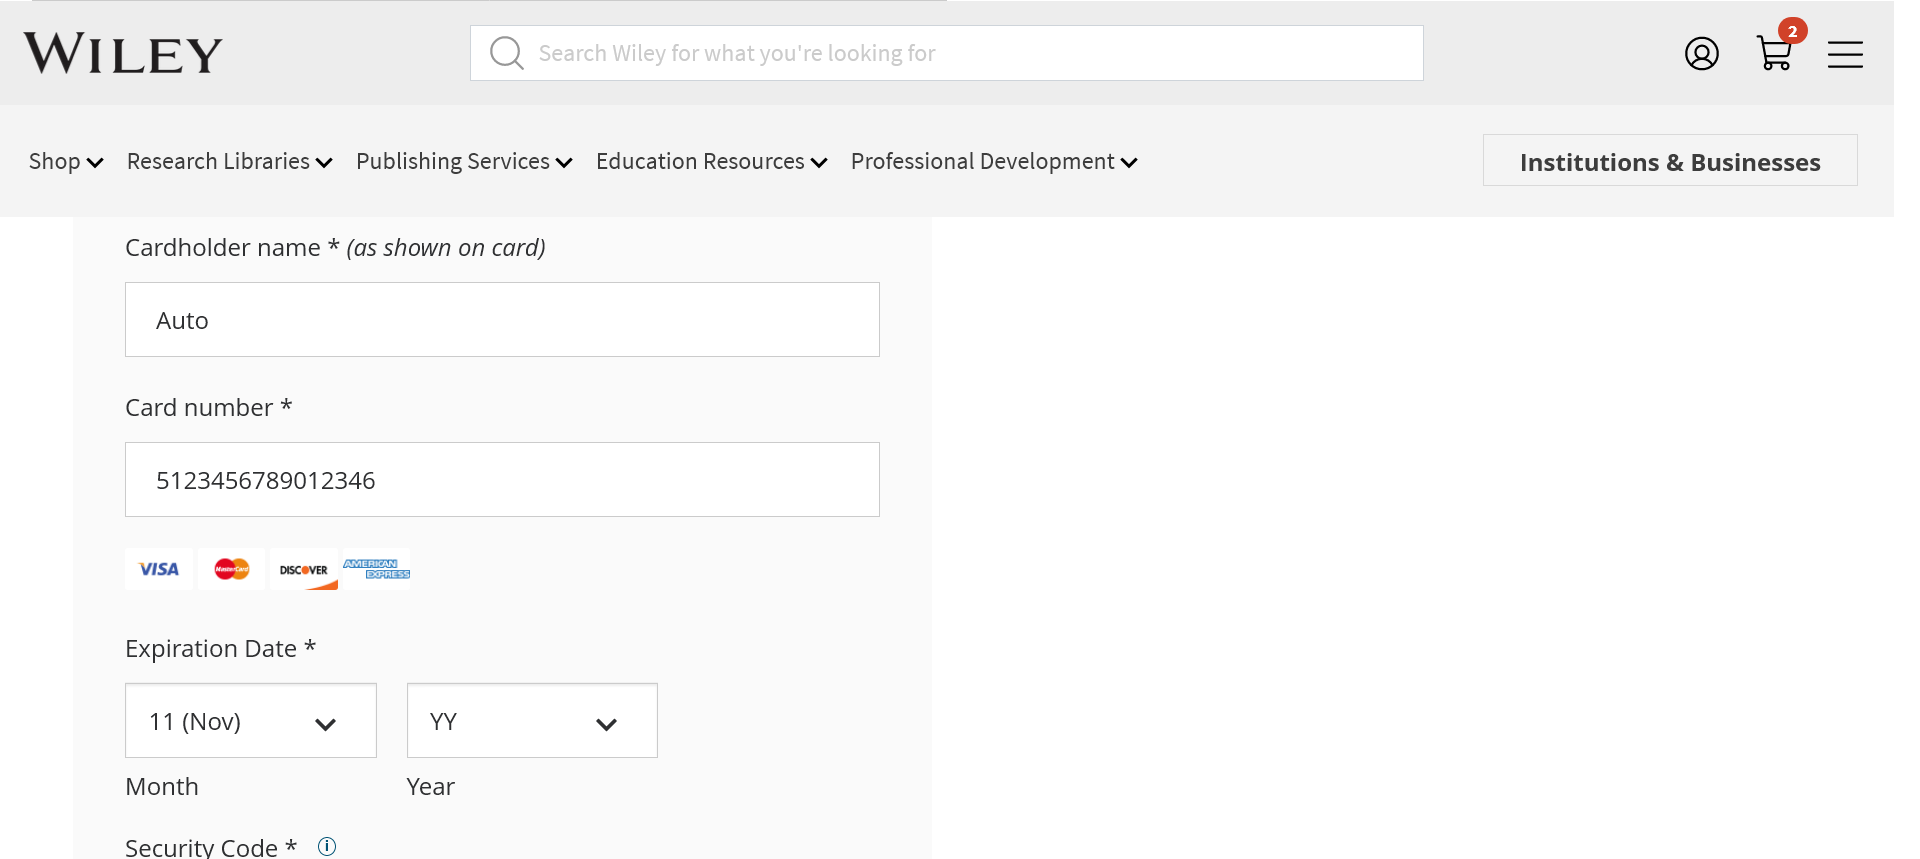 WILEY
Search Wiley for what you're looking for
2
Shop Research Libraries Publishing Services Education Resources Professional Development Institutions & Businesses
Cardholder name * (as shown on card)
Auto
Card number *
5123456789012346
VISA MasterCard DISCOVER AMERICAN EXPRESS
Expiration Date *
11 (Nov) YY
Month Year
Security Code * i